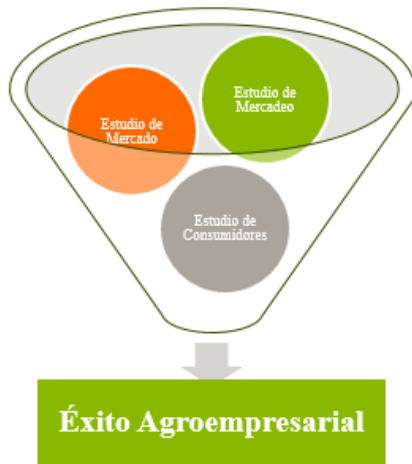 Estudio de
Mercadeo
Estudio de
Mercado
Estudio de
Consumidores
Éxito Agroempresarial